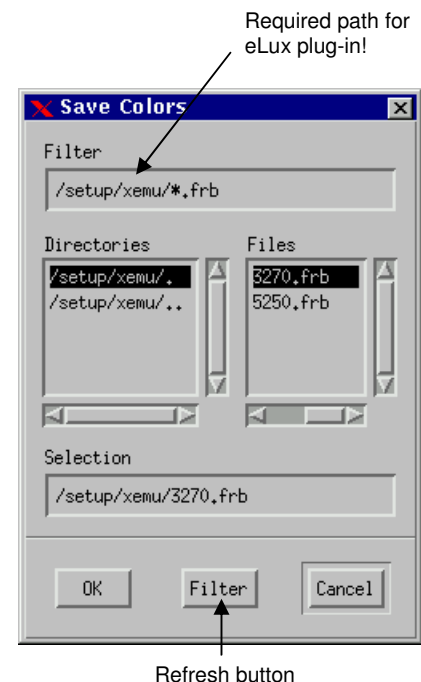 Required path for
eLux plug-in!
Save Colors
Filter
/setup/xemu/*.frb
Directories
Files
/setup/xemu/.
/setup/xemu/..
3270.frb
5250.frb
Selection
/setup/xemu/3270.frb
OK
Filter
Cancel
Refresh button